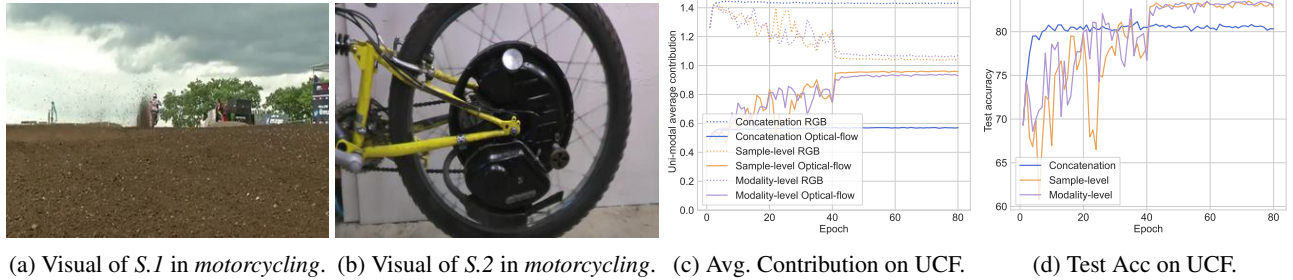 1.4
1.2
1.0
0.8
0.6
0.4
0.2
0.0
Uni-modal average contribution
Concatenation RGB
Concatenation Optical-flow
Sample-level RGB
Sample-level Optical-flow
Modality-level RGB
Modality-level Optical-flow
0 20 40 60 80
Epoch
80
75
70
65
60
Test accuracy
Concatenation
Sample-level
Modality-level
0 20 40 60 80
Epoch
(a) Visual of S.1 in motorcycling. (b) Visual of S.2 in motorcycling. (c) Avg. Contribution on UCF. (d) Test Acc on UCF.